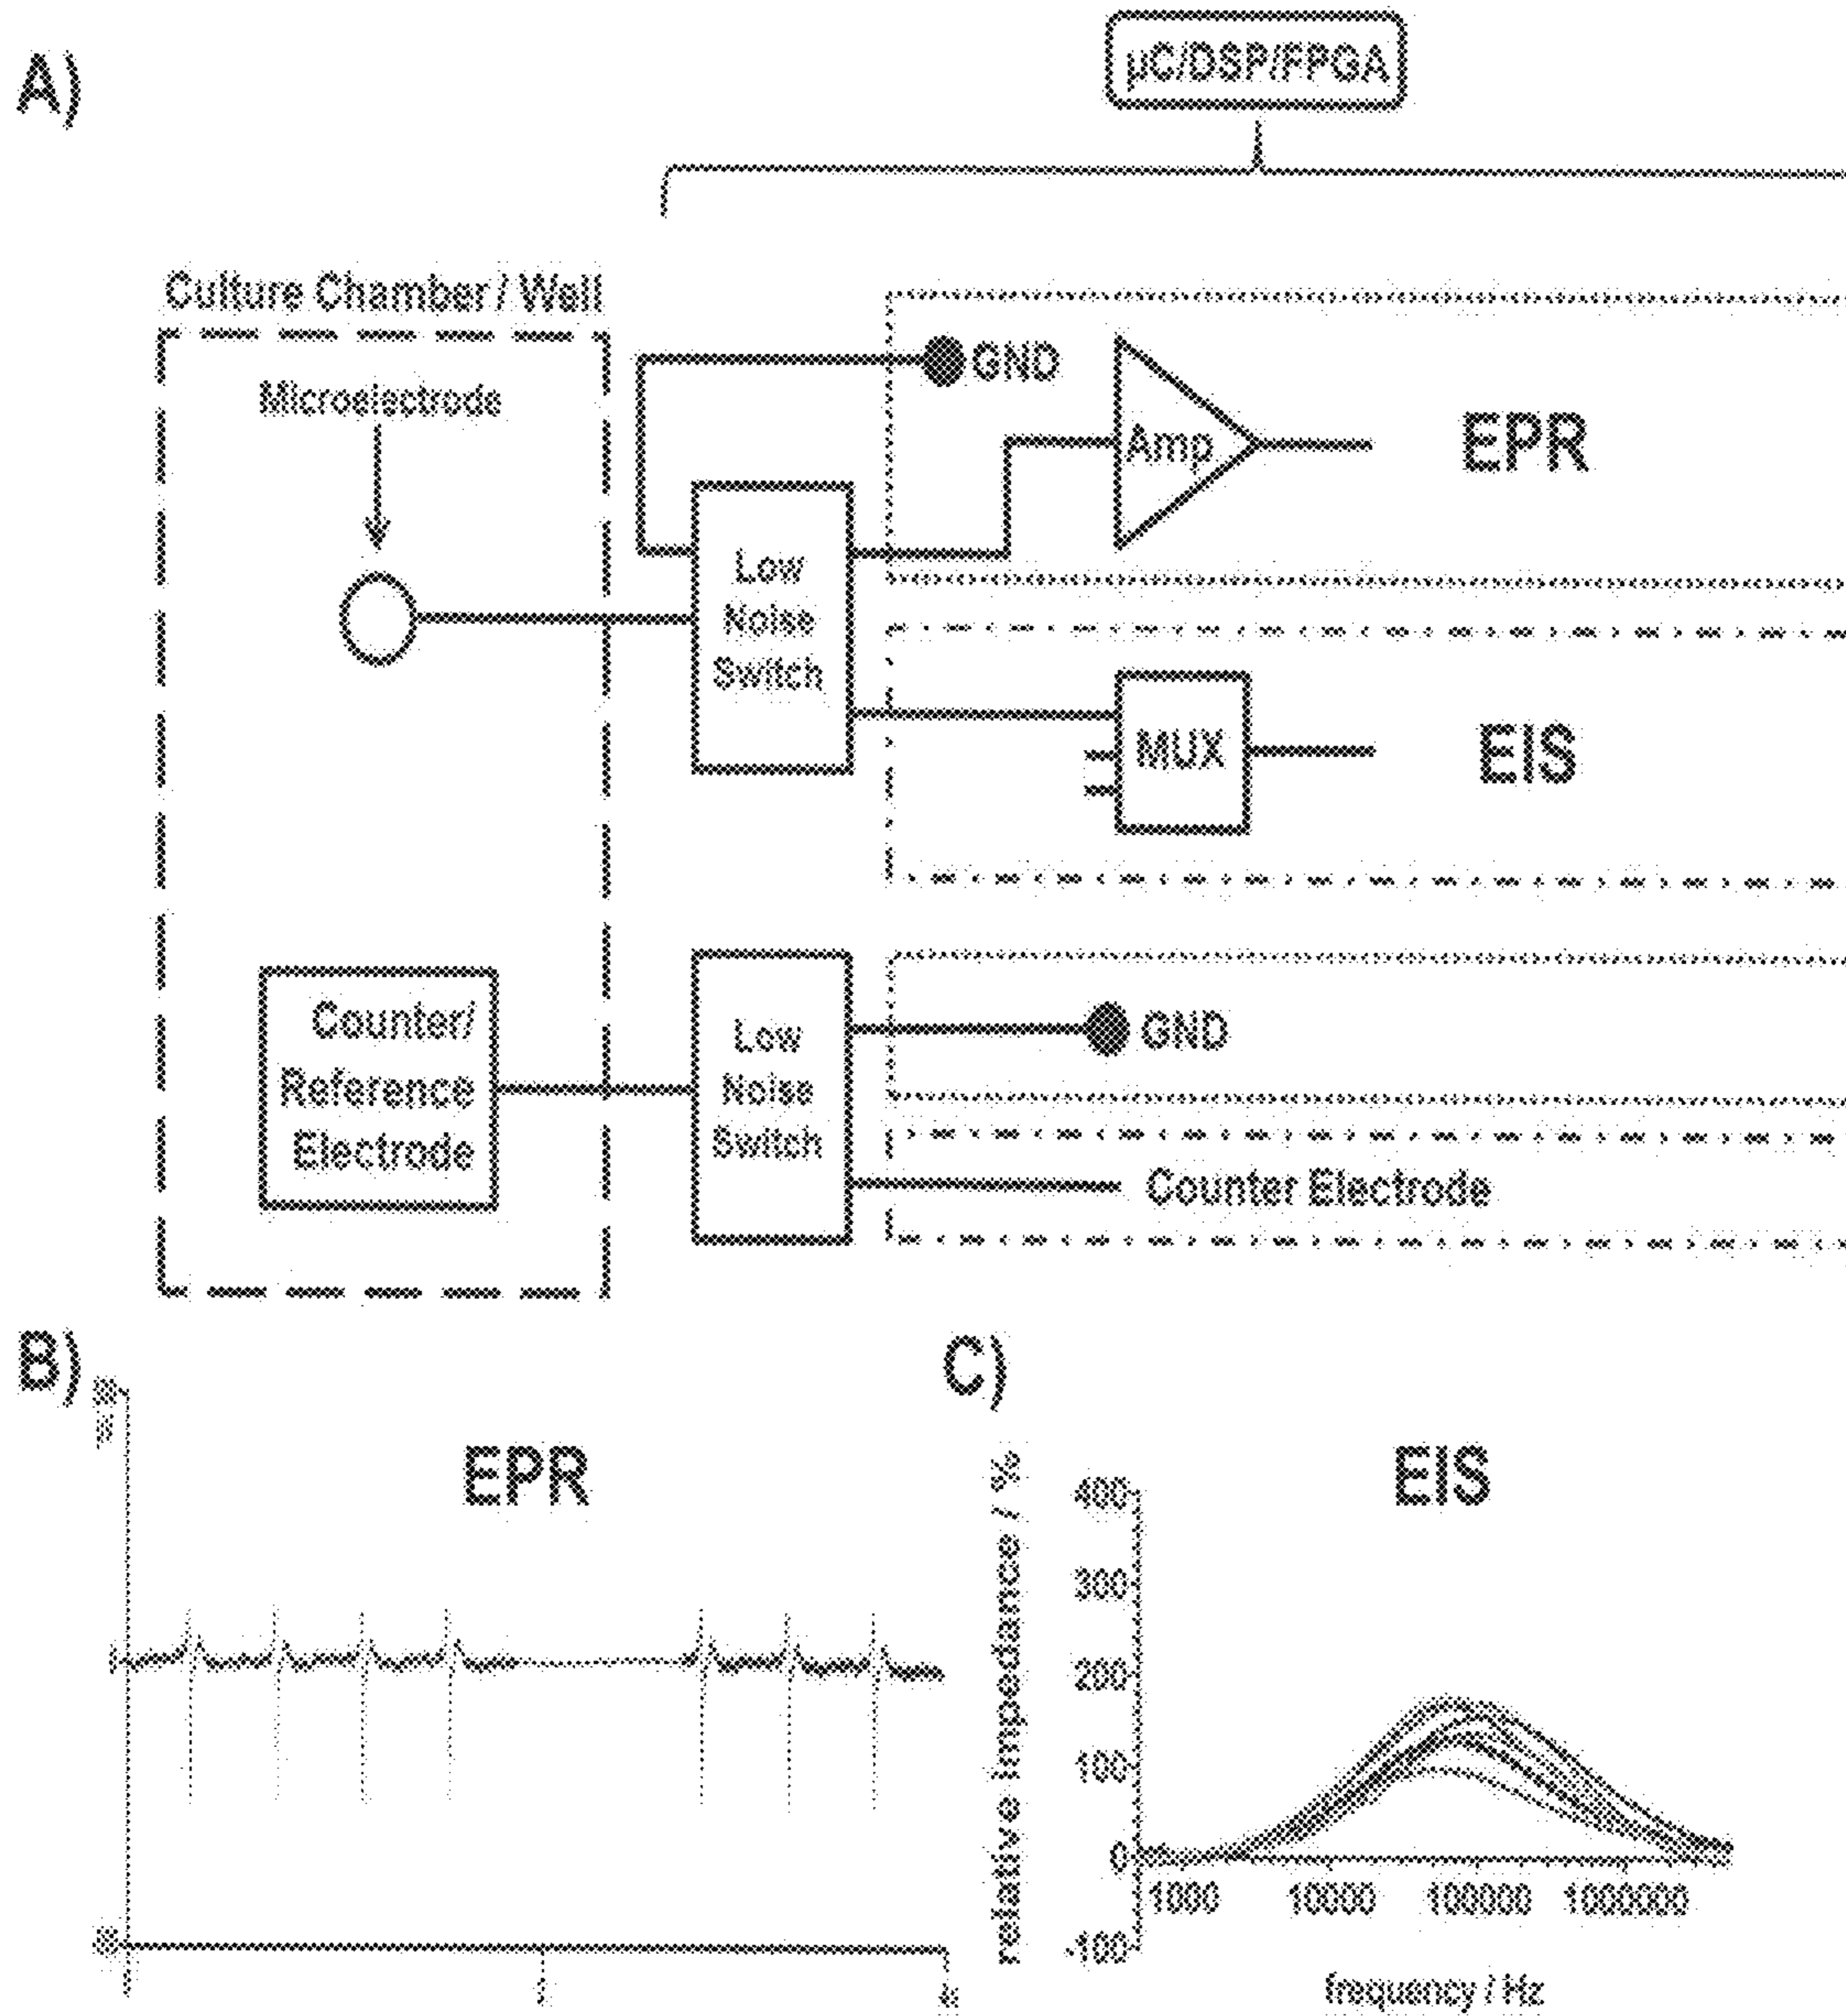 A)
µC/DSP/FPGA
Culture Chamber / Well
Microelectrode
GND
Amp
EPR
Low
Noise
Switch
MUX
EIS
Counter/
Reference
Electrode
Low
Noise
Switch
GND
Counter Electrode
B)
EPR
C)
EIS
relative Impedance / %
400
300
200
100
0
-100
1000 10000 100000 1000000
frequency / Hz